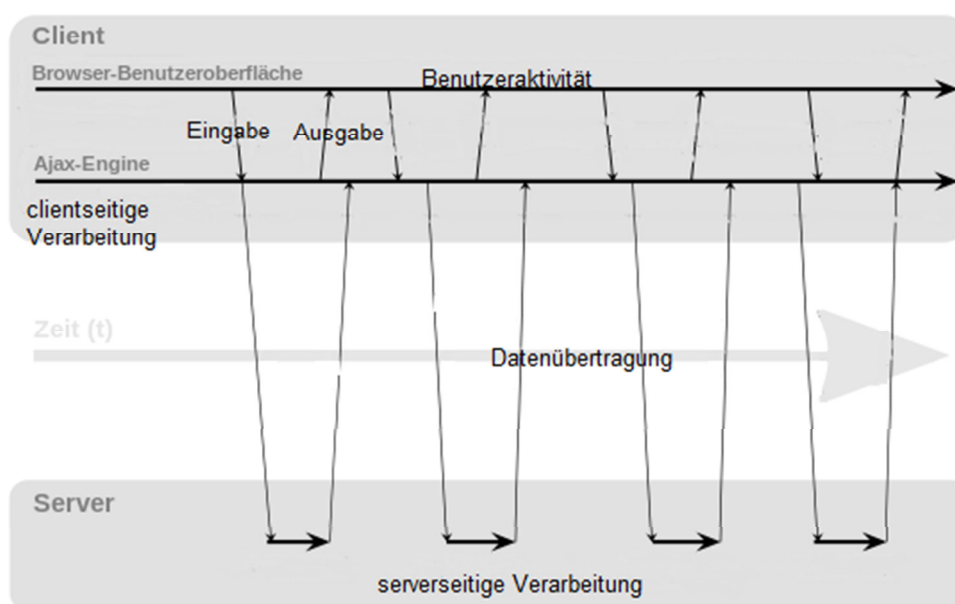 Client
Browser-Benutzeroberfläche
Benutzeraktivität
Eingabe
Ausgabe
Ajax-Engine
clientseitige
Verarbeitung
Zeit (t)
Datenübertragung
Server
serverseitige Verarbeitung